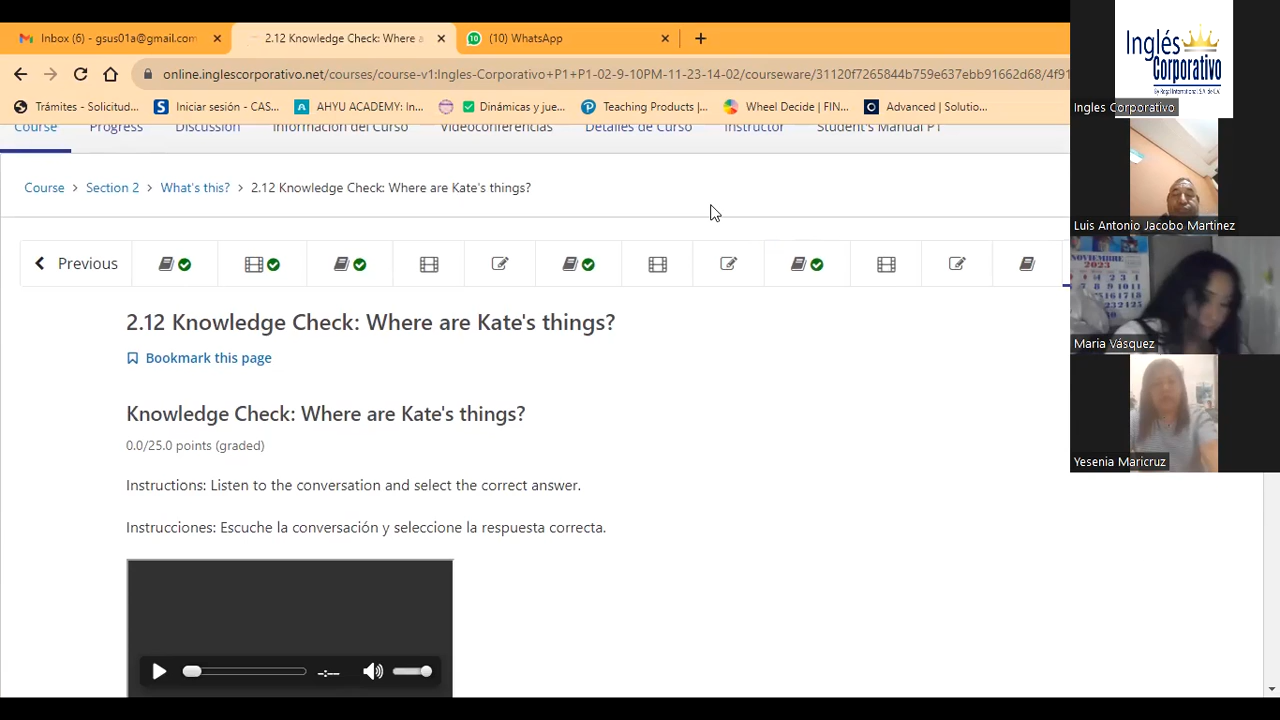 Inbox (6) - gsus01a@gmail.com
2.12 Knowledge Check: Where a
(10) WhatsApp
online.inglescorporativo.net/courses/course-v1:Ingles-Corporativo+P1+P1-02-9-10PM-11-23-14-02/courseware/31120f7265844b759e637ebb91662d68/4f91
Trámites - Solicitud...
Iniciar sesión - CAS...
AHYU ACADEMY: In...
Dinámicas y jue...
Teaching Products |...
Wheel Decide | FIN...
Advanced | Solutio...
Course
Progress
Discussion
Información del Curso
Videoconferencias
Detalles de Curso
Instructor
Student's Manual P1
Course > Section 2 > What's this? > 2.12 Knowledge Check: Where are Kate's things?
Previous
2.12 Knowledge Check: Where are Kate's things?
Bookmark this page
Knowledge Check: Where are Kate's things?
0.0/25.0 points (graded)
Instructions: Listen to the conversation and select the correct answer.
Instrucciones: Escuche la conversación y seleccione la respuesta correcta.
-:--
Inglés
Corporativo
Ingles Corporativo
Luis Antonio Jacobo Martinez
NOVIEMBRE
2023
Maria Vásquez
Yesenia Maricruz